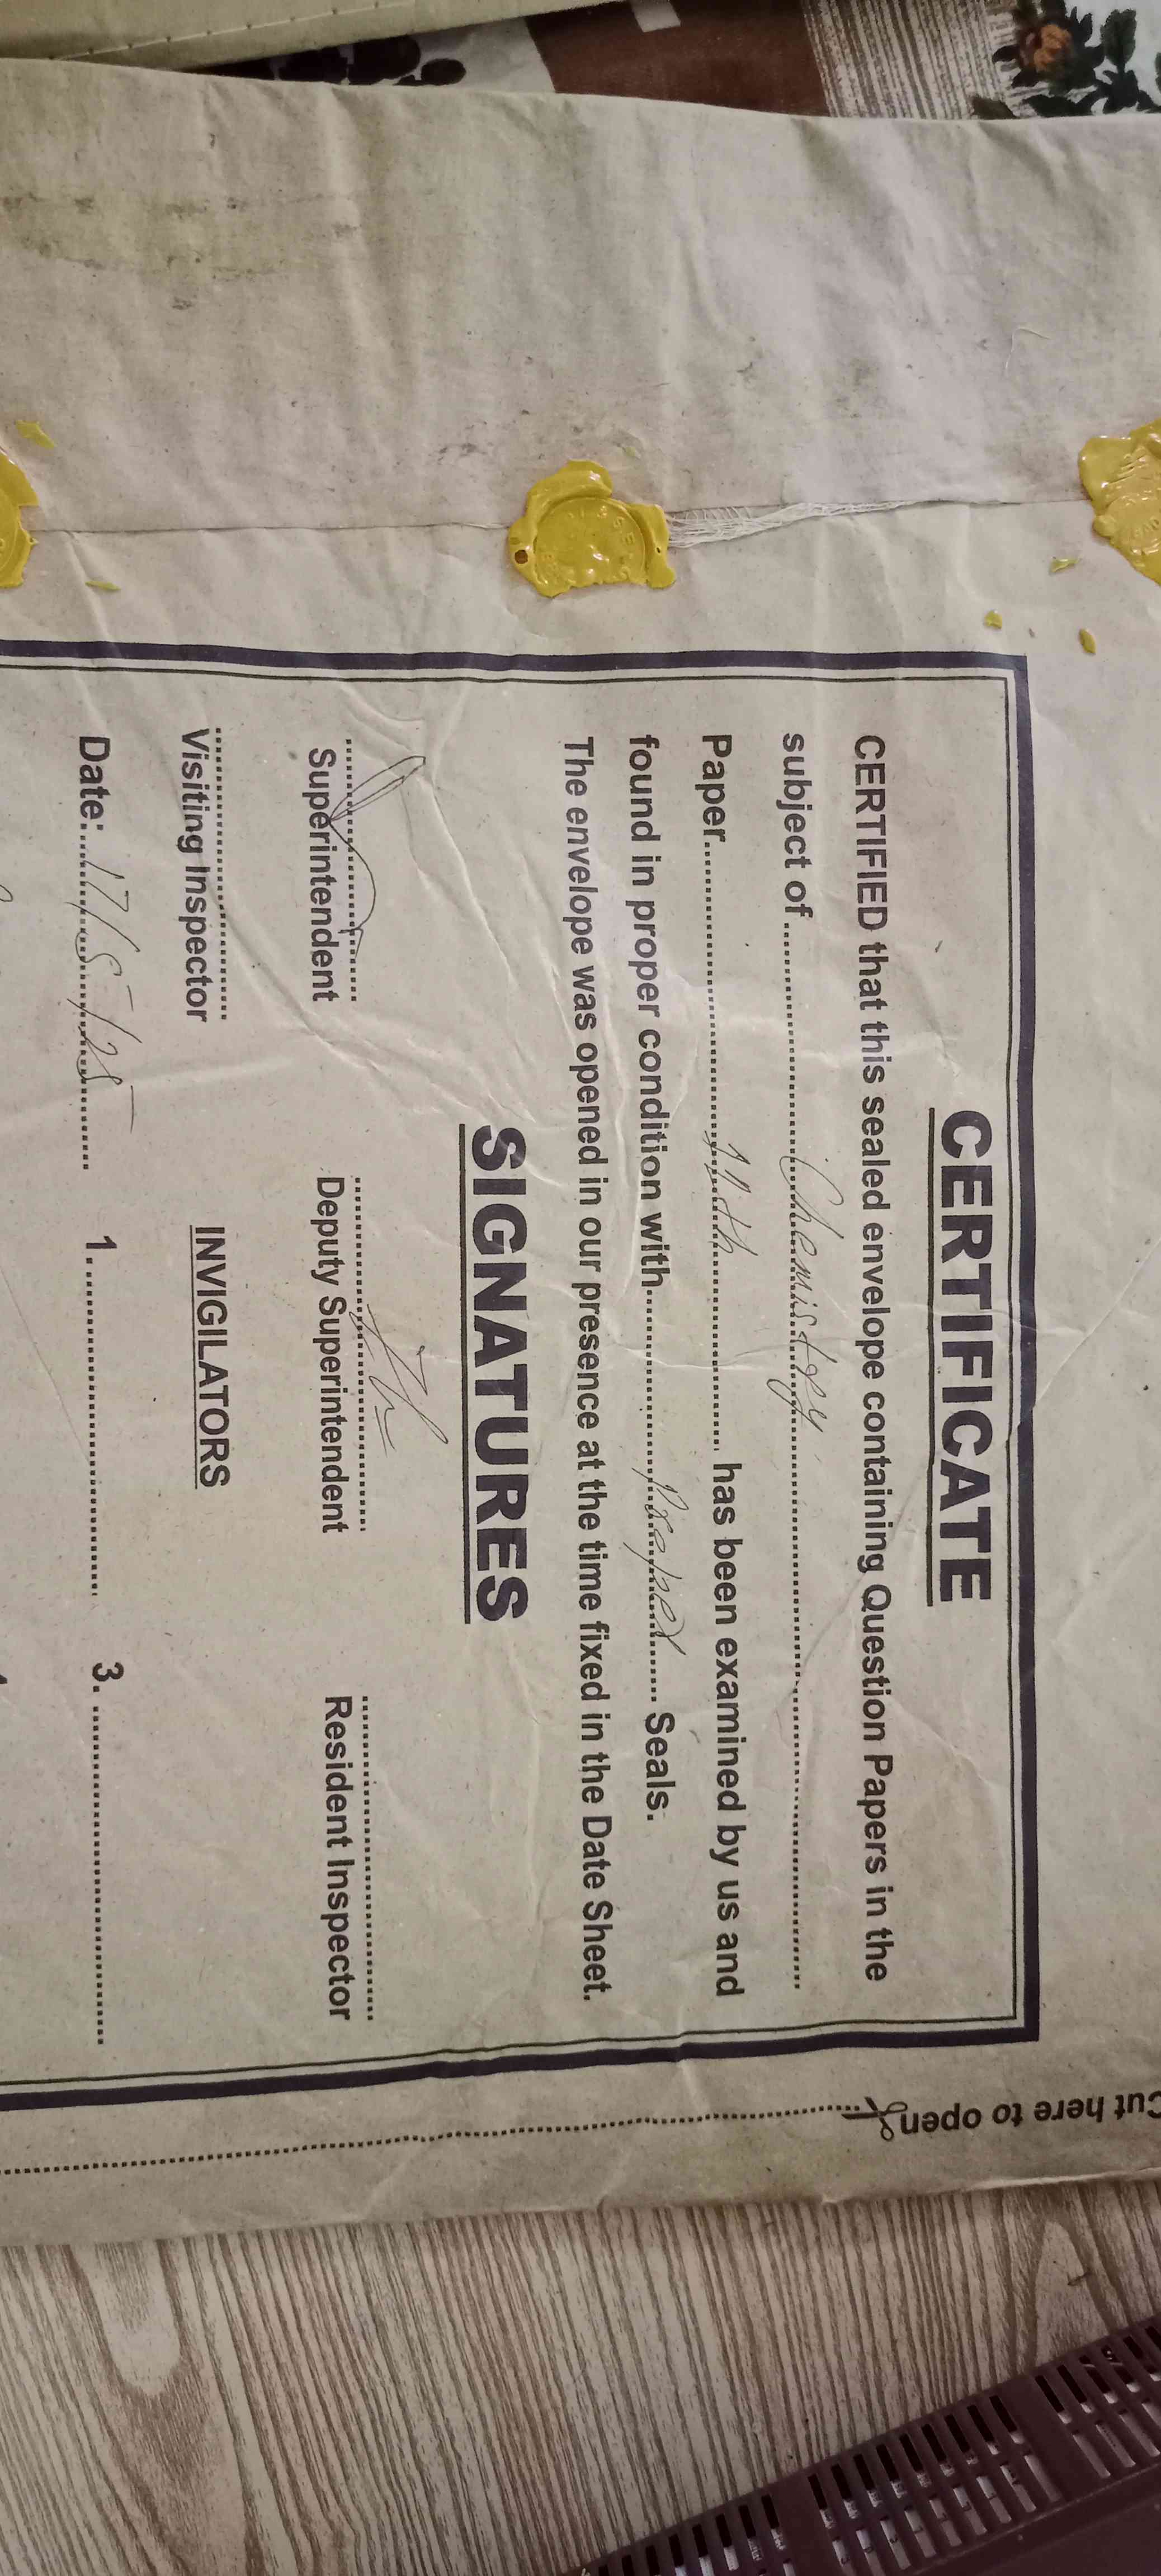 CERTIFICATE
CERTIFIED that this sealed envelope containing Question Papers in the
subject of Chemistry
Paper 11th has been examined by us and
found in proper condition with Proper Seals.
The envelope was opened in our presence at the time fixed in the Date Sheet.
SIGNATURES
Superintendent Deputy Superintendent Resident Inspector
Visiting Inspector INVIGILATORS
Date: 17/5/25 1. 3.
Cut here to open